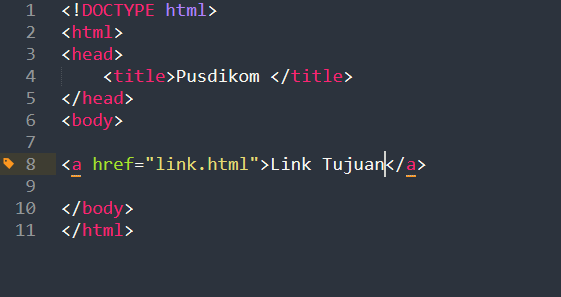 1 <!DOCTYPE html>
2 <html>
3 <head>
4     <title>Pusdikom </title>
5 </head>
6 <body>
7
8 <a href="link.html">Link Tujuan</a>
9
10 </body>
11 </html>